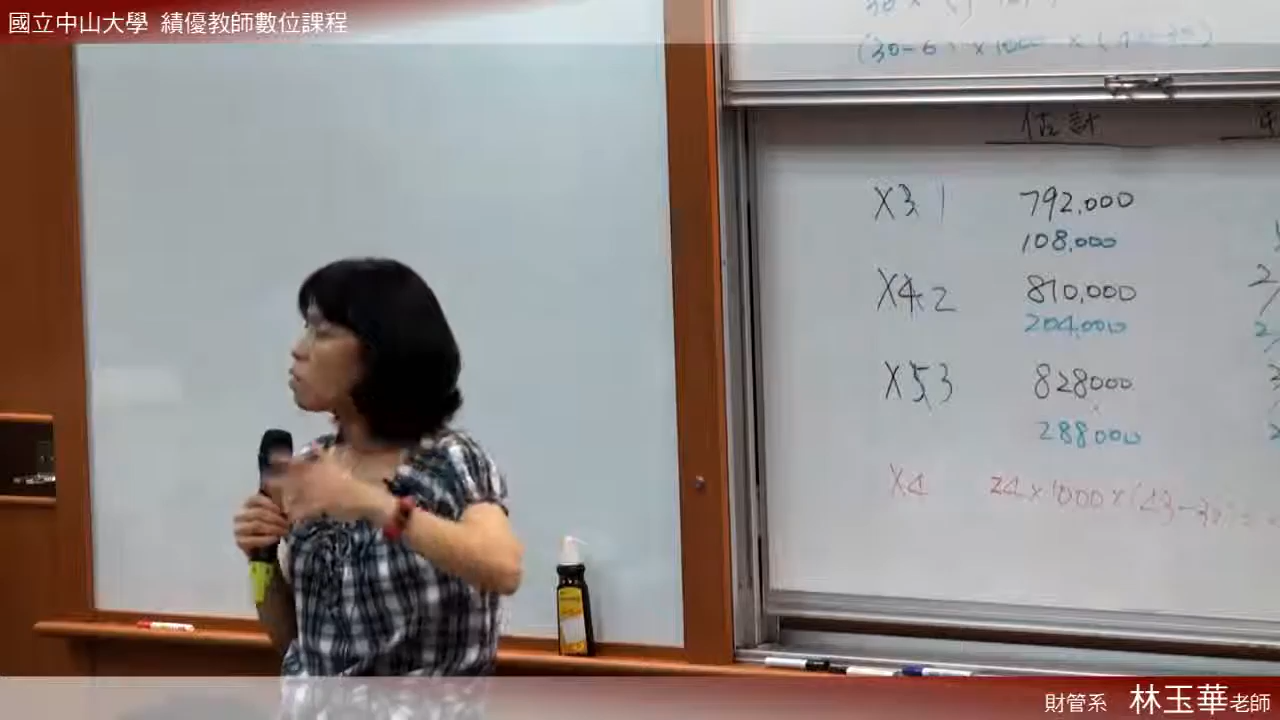 國立中山大學 績優教師數位課程
(30-6) x 1000 x (
估計
X3.1 792,000
108,000
X4.2 810,000
204,000
X5.3 828000
288000
X4 24 x 1000 x (43-30) =
財管系 林玉華老師